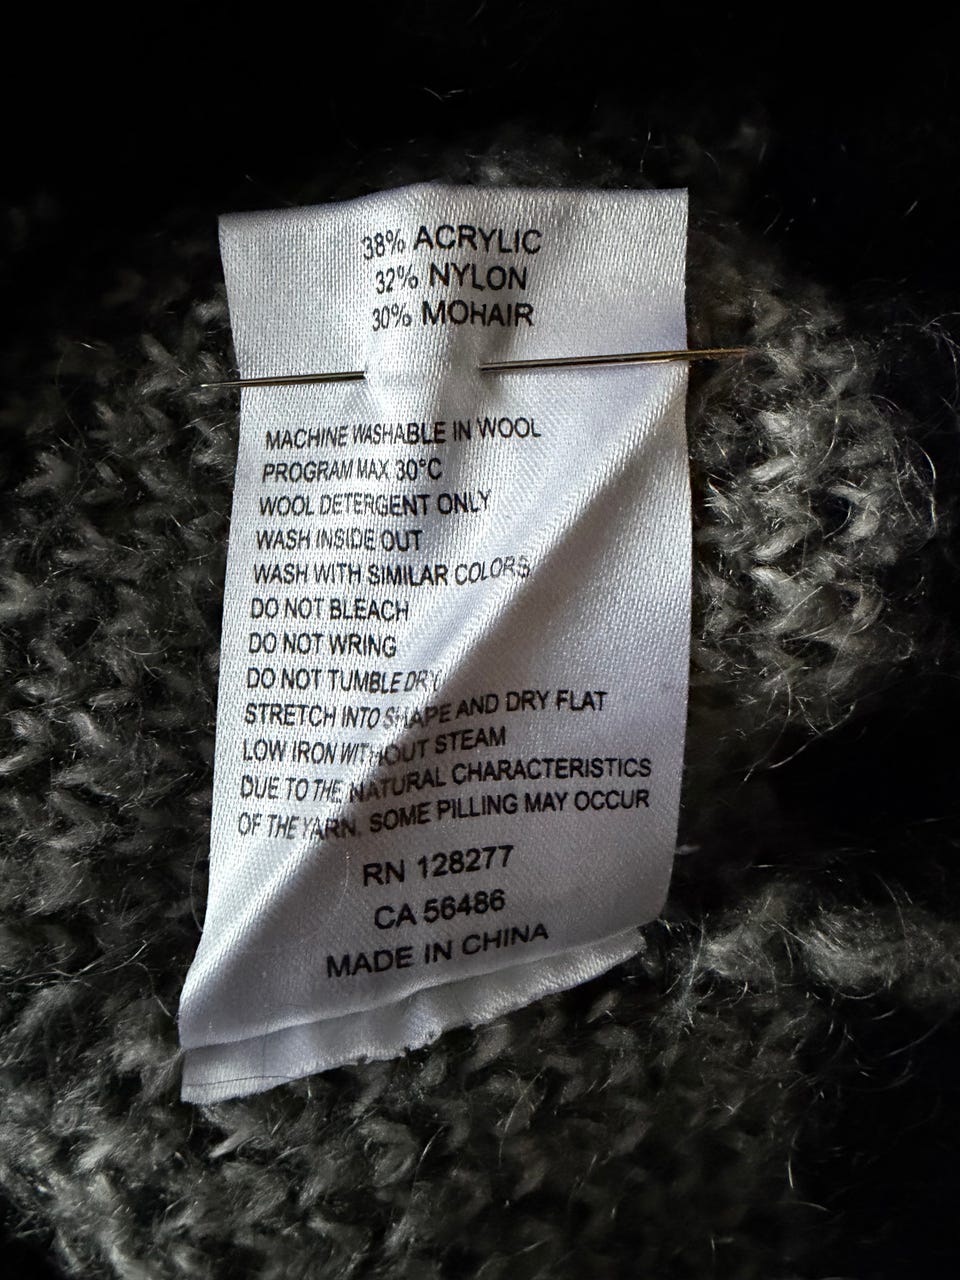 38% ACRYLIC
32% NYLON
30% MOHAIR
MACHINE WASHABLE IN WOOL
PROGRAM MAX 30°C
WOOL DETERGENT ONLY
WASH INSIDE OUT
WASH WITH SIMILAR COLORS
DO NOT BLEACH
DO NOT WRING
DO NOT TUMBLE DRY
STRETCH INTO SHAPE AND DRY FLAT
LOW IRON WITHOUT STEAM
DUE TO THE NATURAL CHARACTERISTICS
OF THE YARN. SOME PILLING MAY OCCUR
RN 128277
CA 56486
MADE IN CHINA